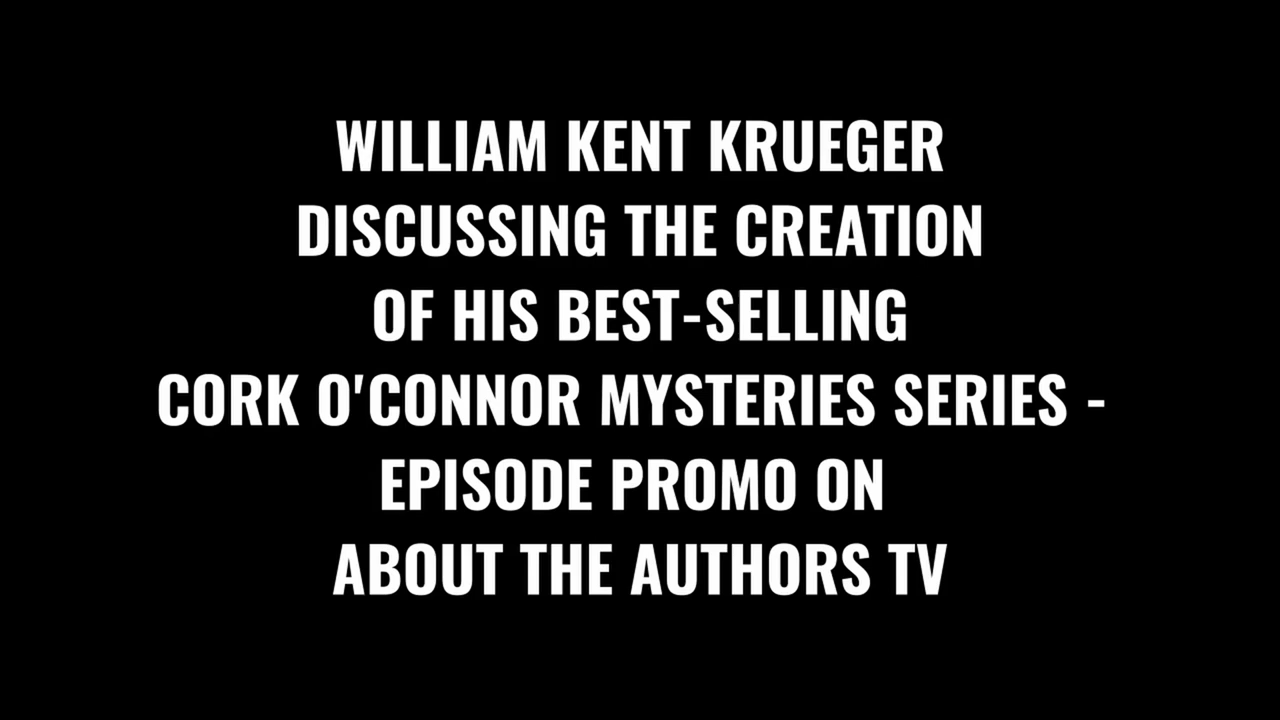 WILLIAM KENT KRUEGER
DISCUSSING THE CREATION
OF HIS BEST-SELLING
CORK O'CONNOR MYSTERIES SERIES -
EPISODE PROMO ON
ABOUT THE AUTHORS TV